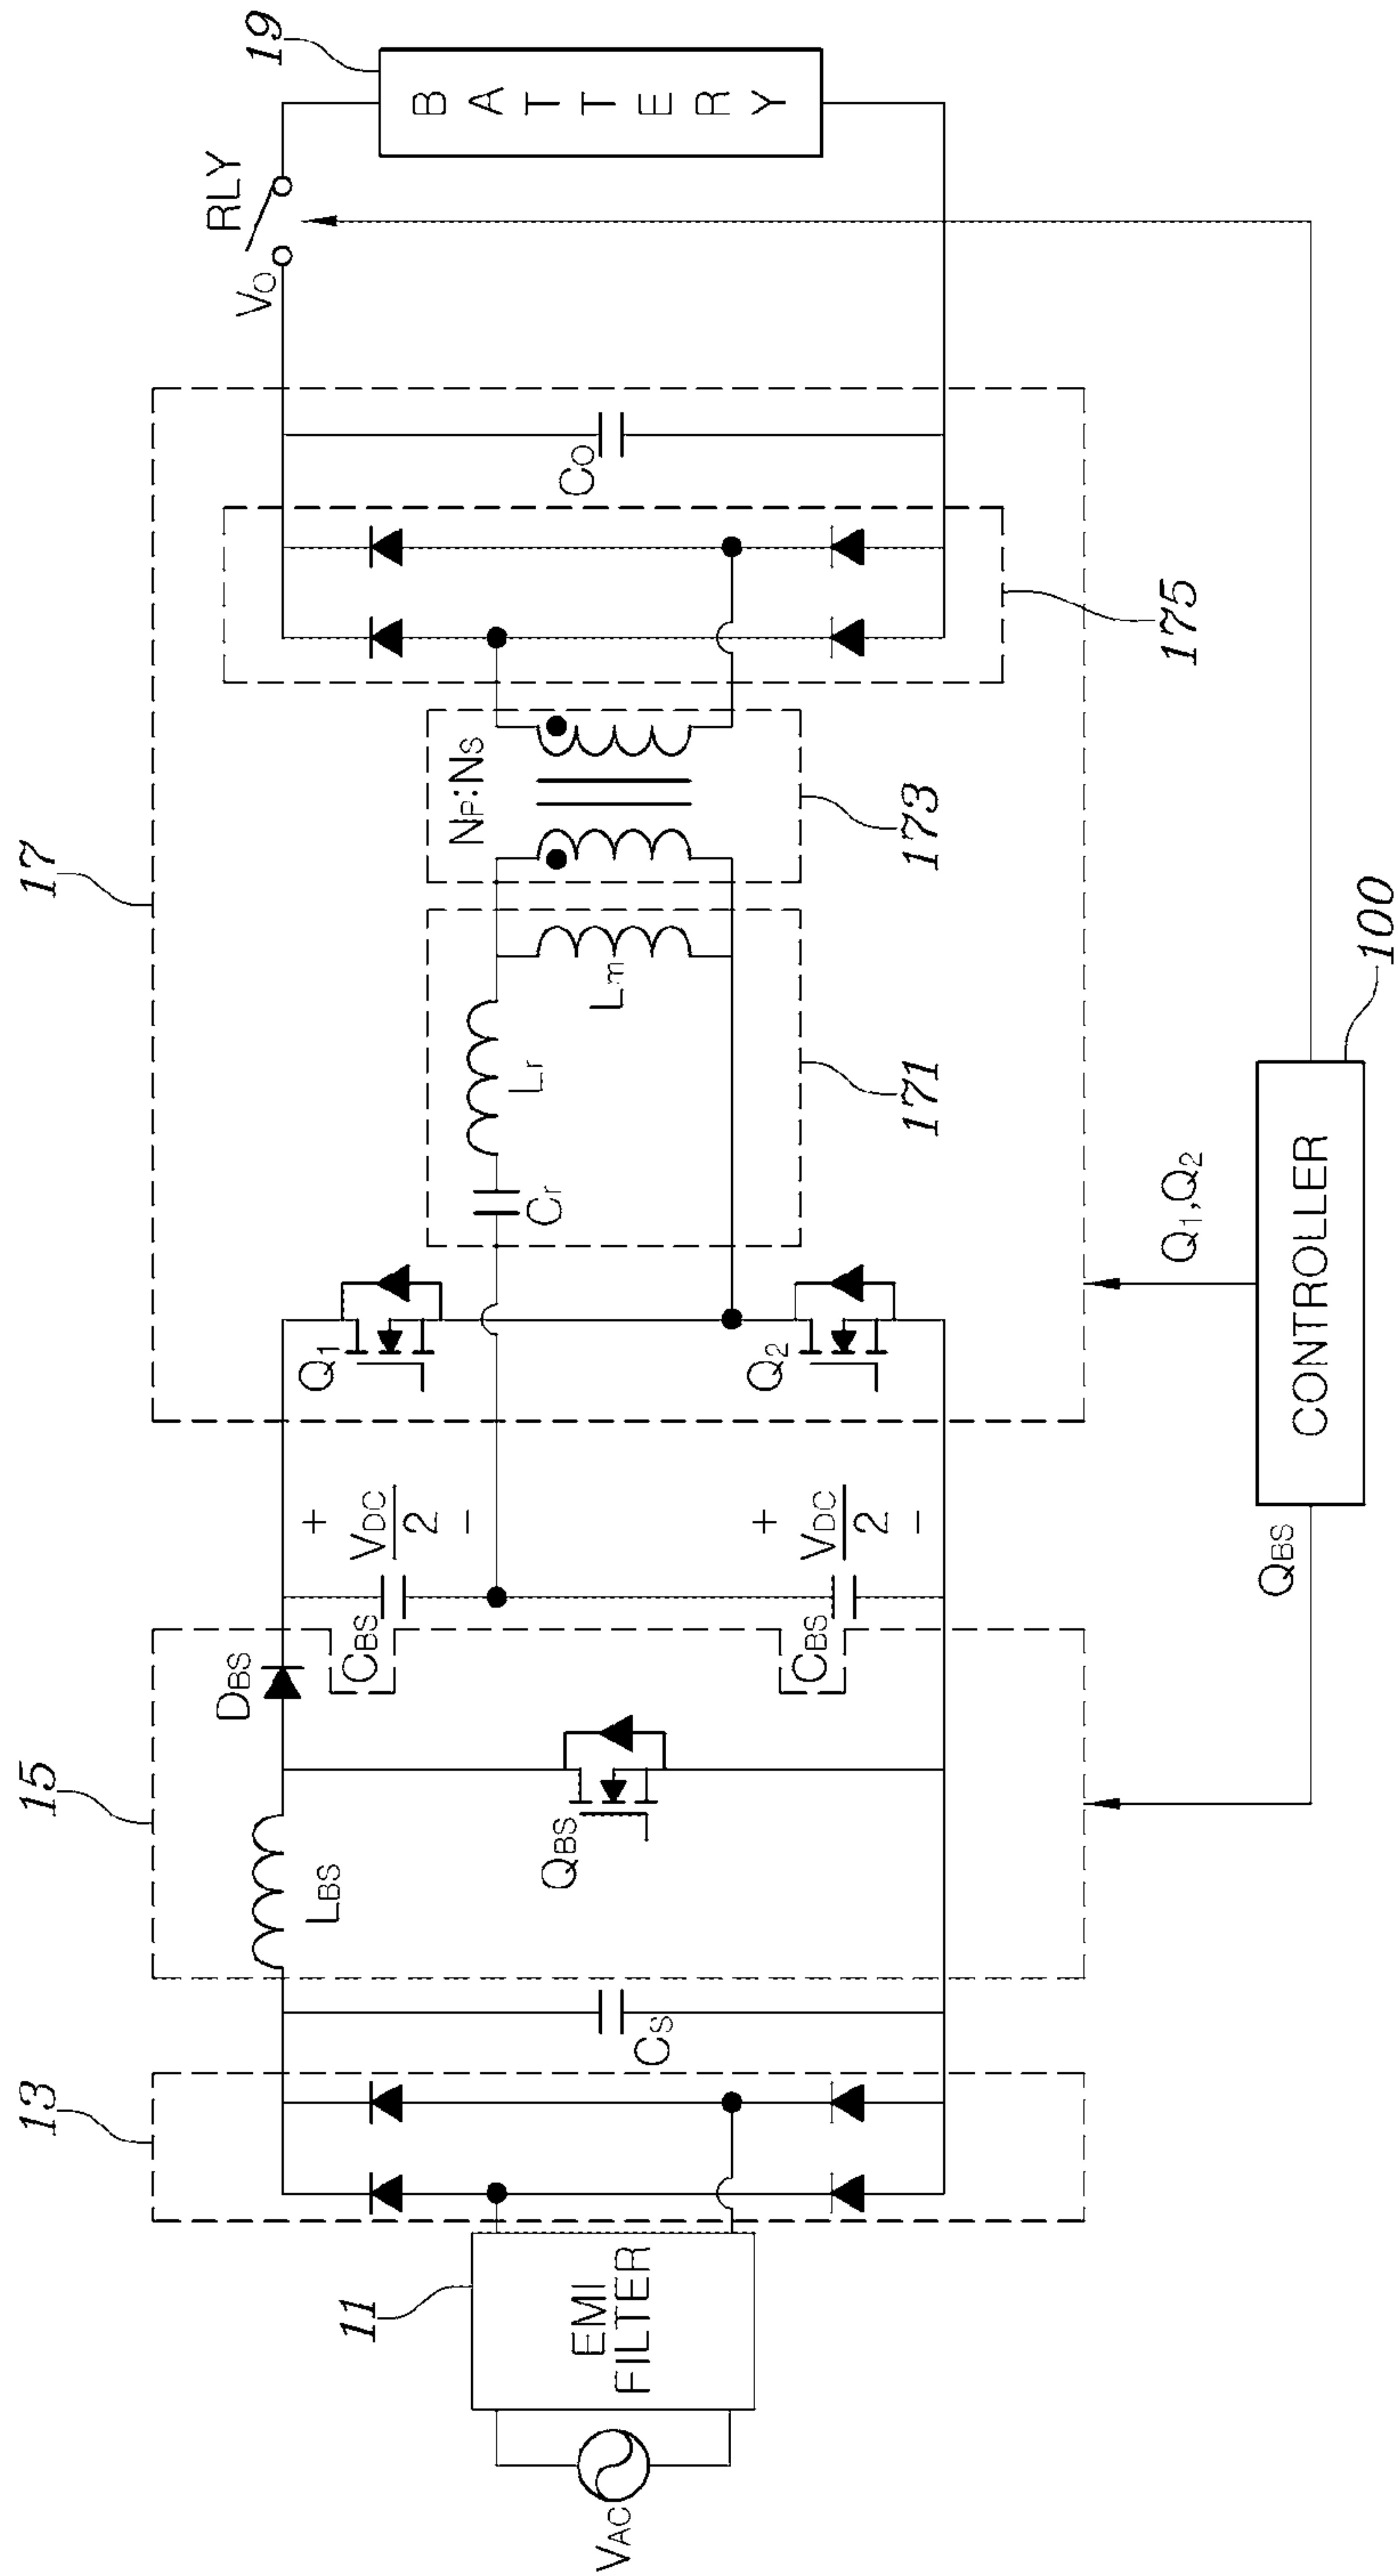 17
15
13
11
19
RLY
VO
BATTERY
DBS
LBS
CBS
VDC
2
+
-
CBS
VDC
2
+
-
QBS
CS
EMI
FILTER
VAC
Q1
Q2
Cr
Lr
Lm
NP:NS
CO
171
173
175
Q1,Q2
QBS
CONTROLLER
100